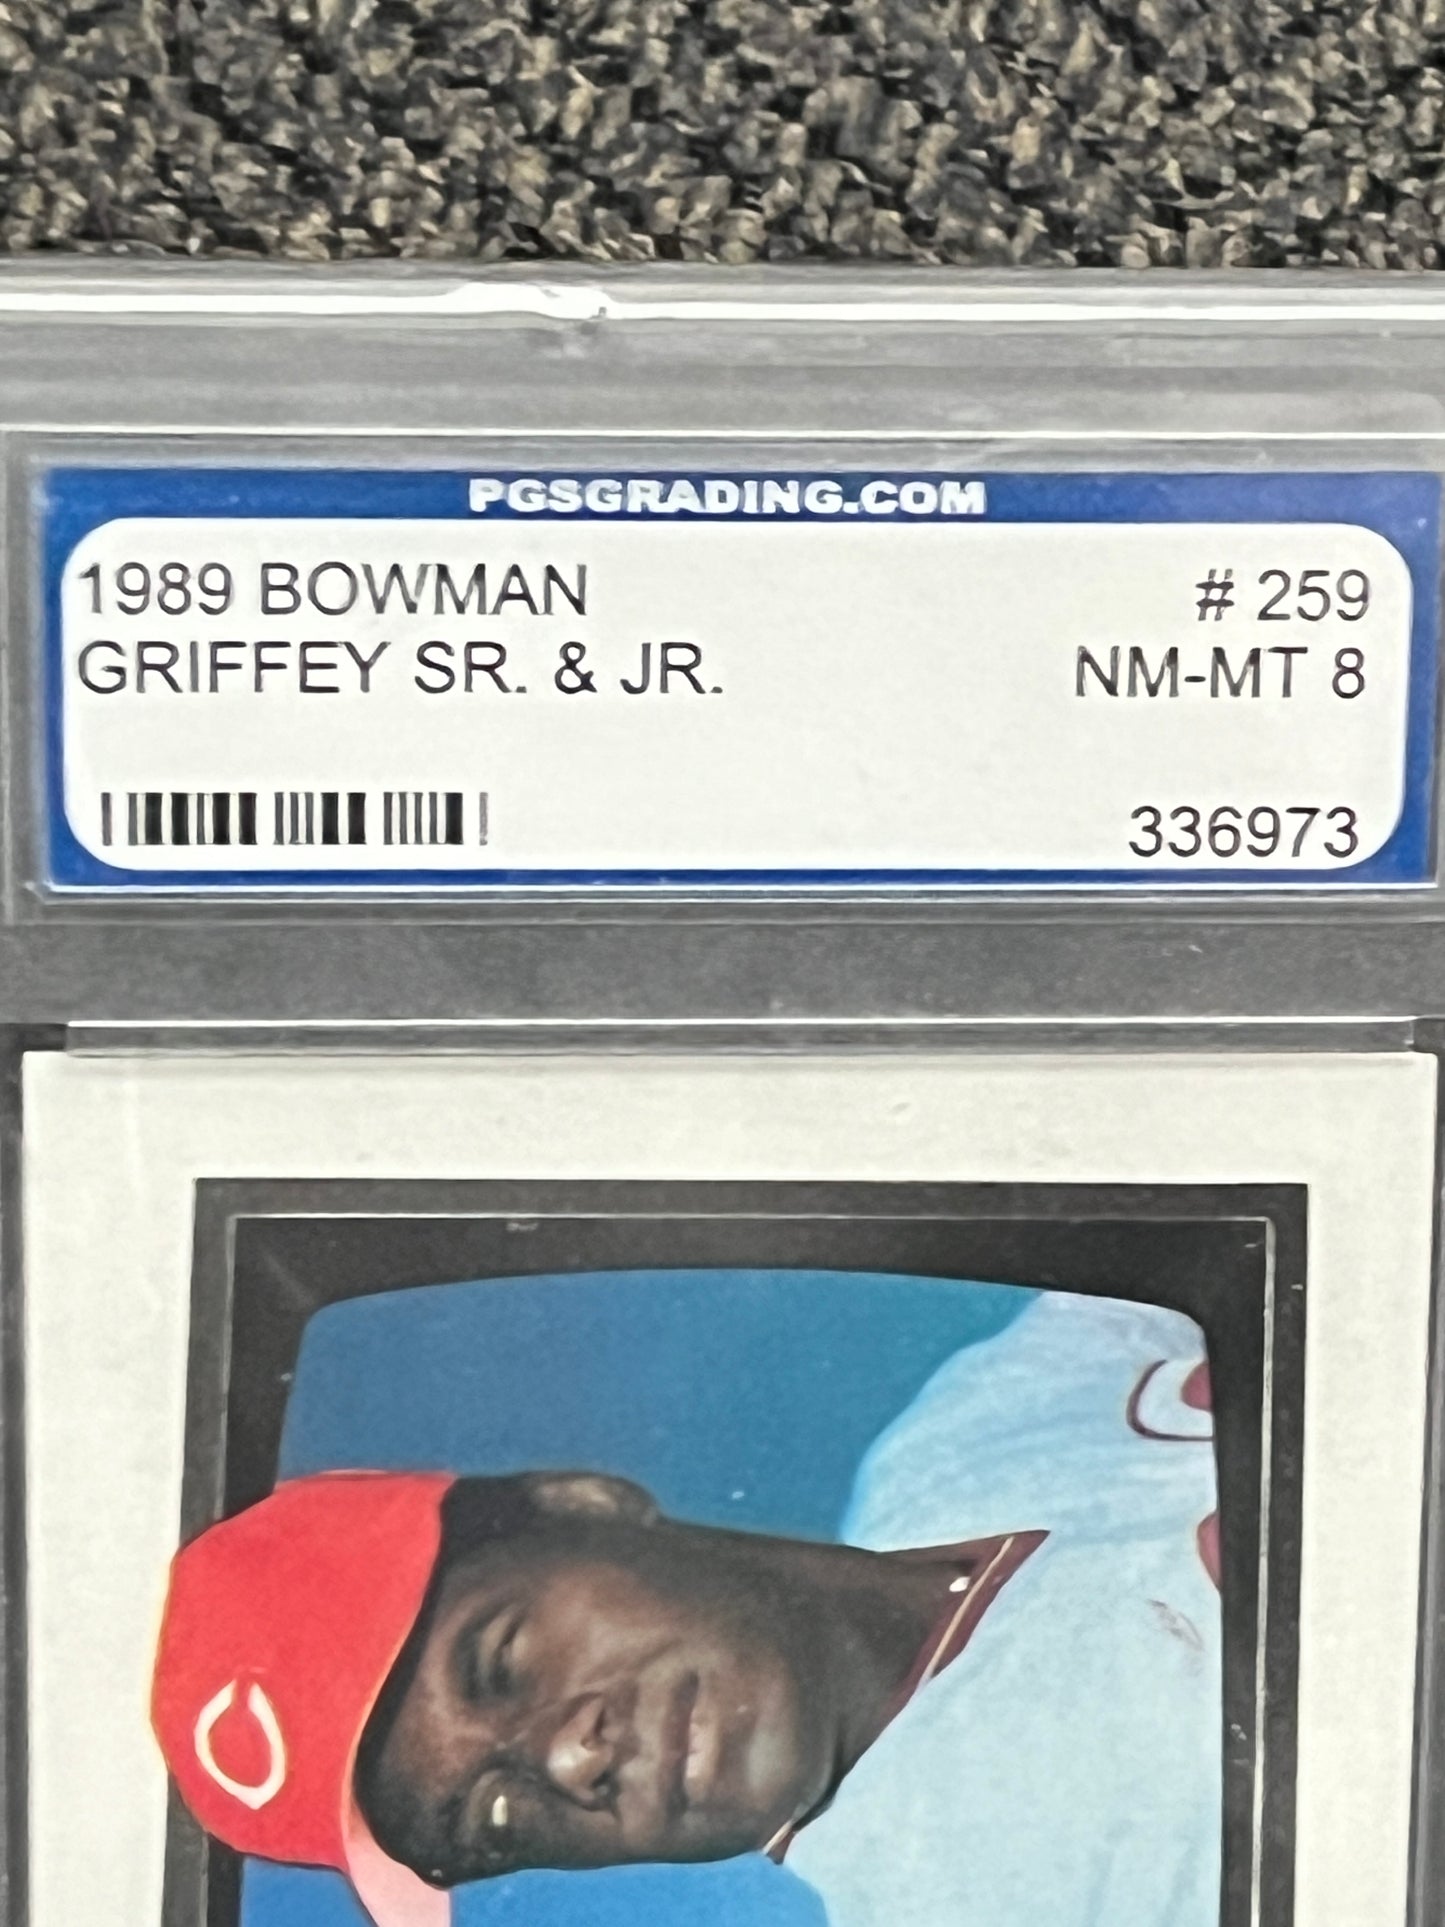 PGSGRADING.COM
1989 BOWMAN # 259
GRIFFEY SR. & JR. NM-MT 8
336973
C
C